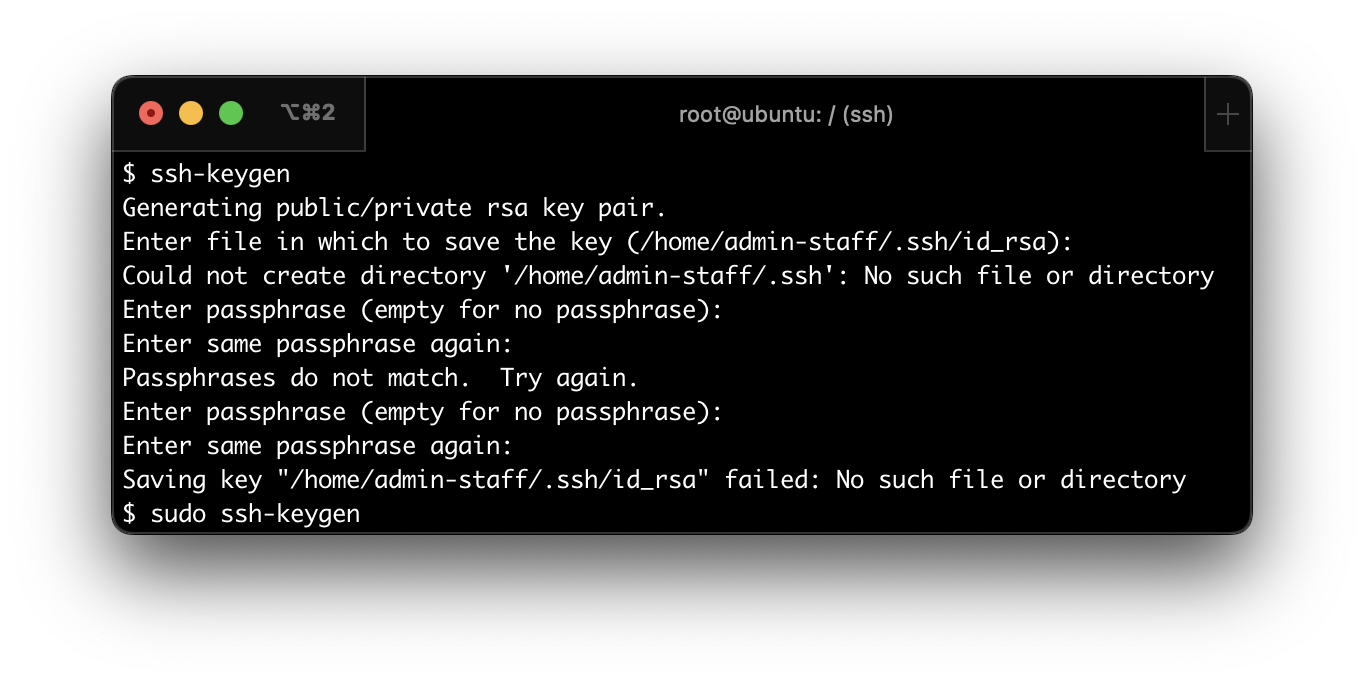 ⌥⌘2
root@ubuntu: / (ssh)
$ ssh-keygen
Generating public/private rsa key pair.
Enter file in which to save the key (/home/admin-staff/.ssh/id_rsa):
Could not create directory '/home/admin-staff/.ssh': No such file or directory
Enter passphrase (empty for no passphrase):
Enter same passphrase again:
Passphrases do not match.  Try again.
Enter passphrase (empty for no passphrase):
Enter same passphrase again:
Saving key "/home/admin-staff/.ssh/id_rsa" failed: No such file or directory
$ sudo ssh-keygen